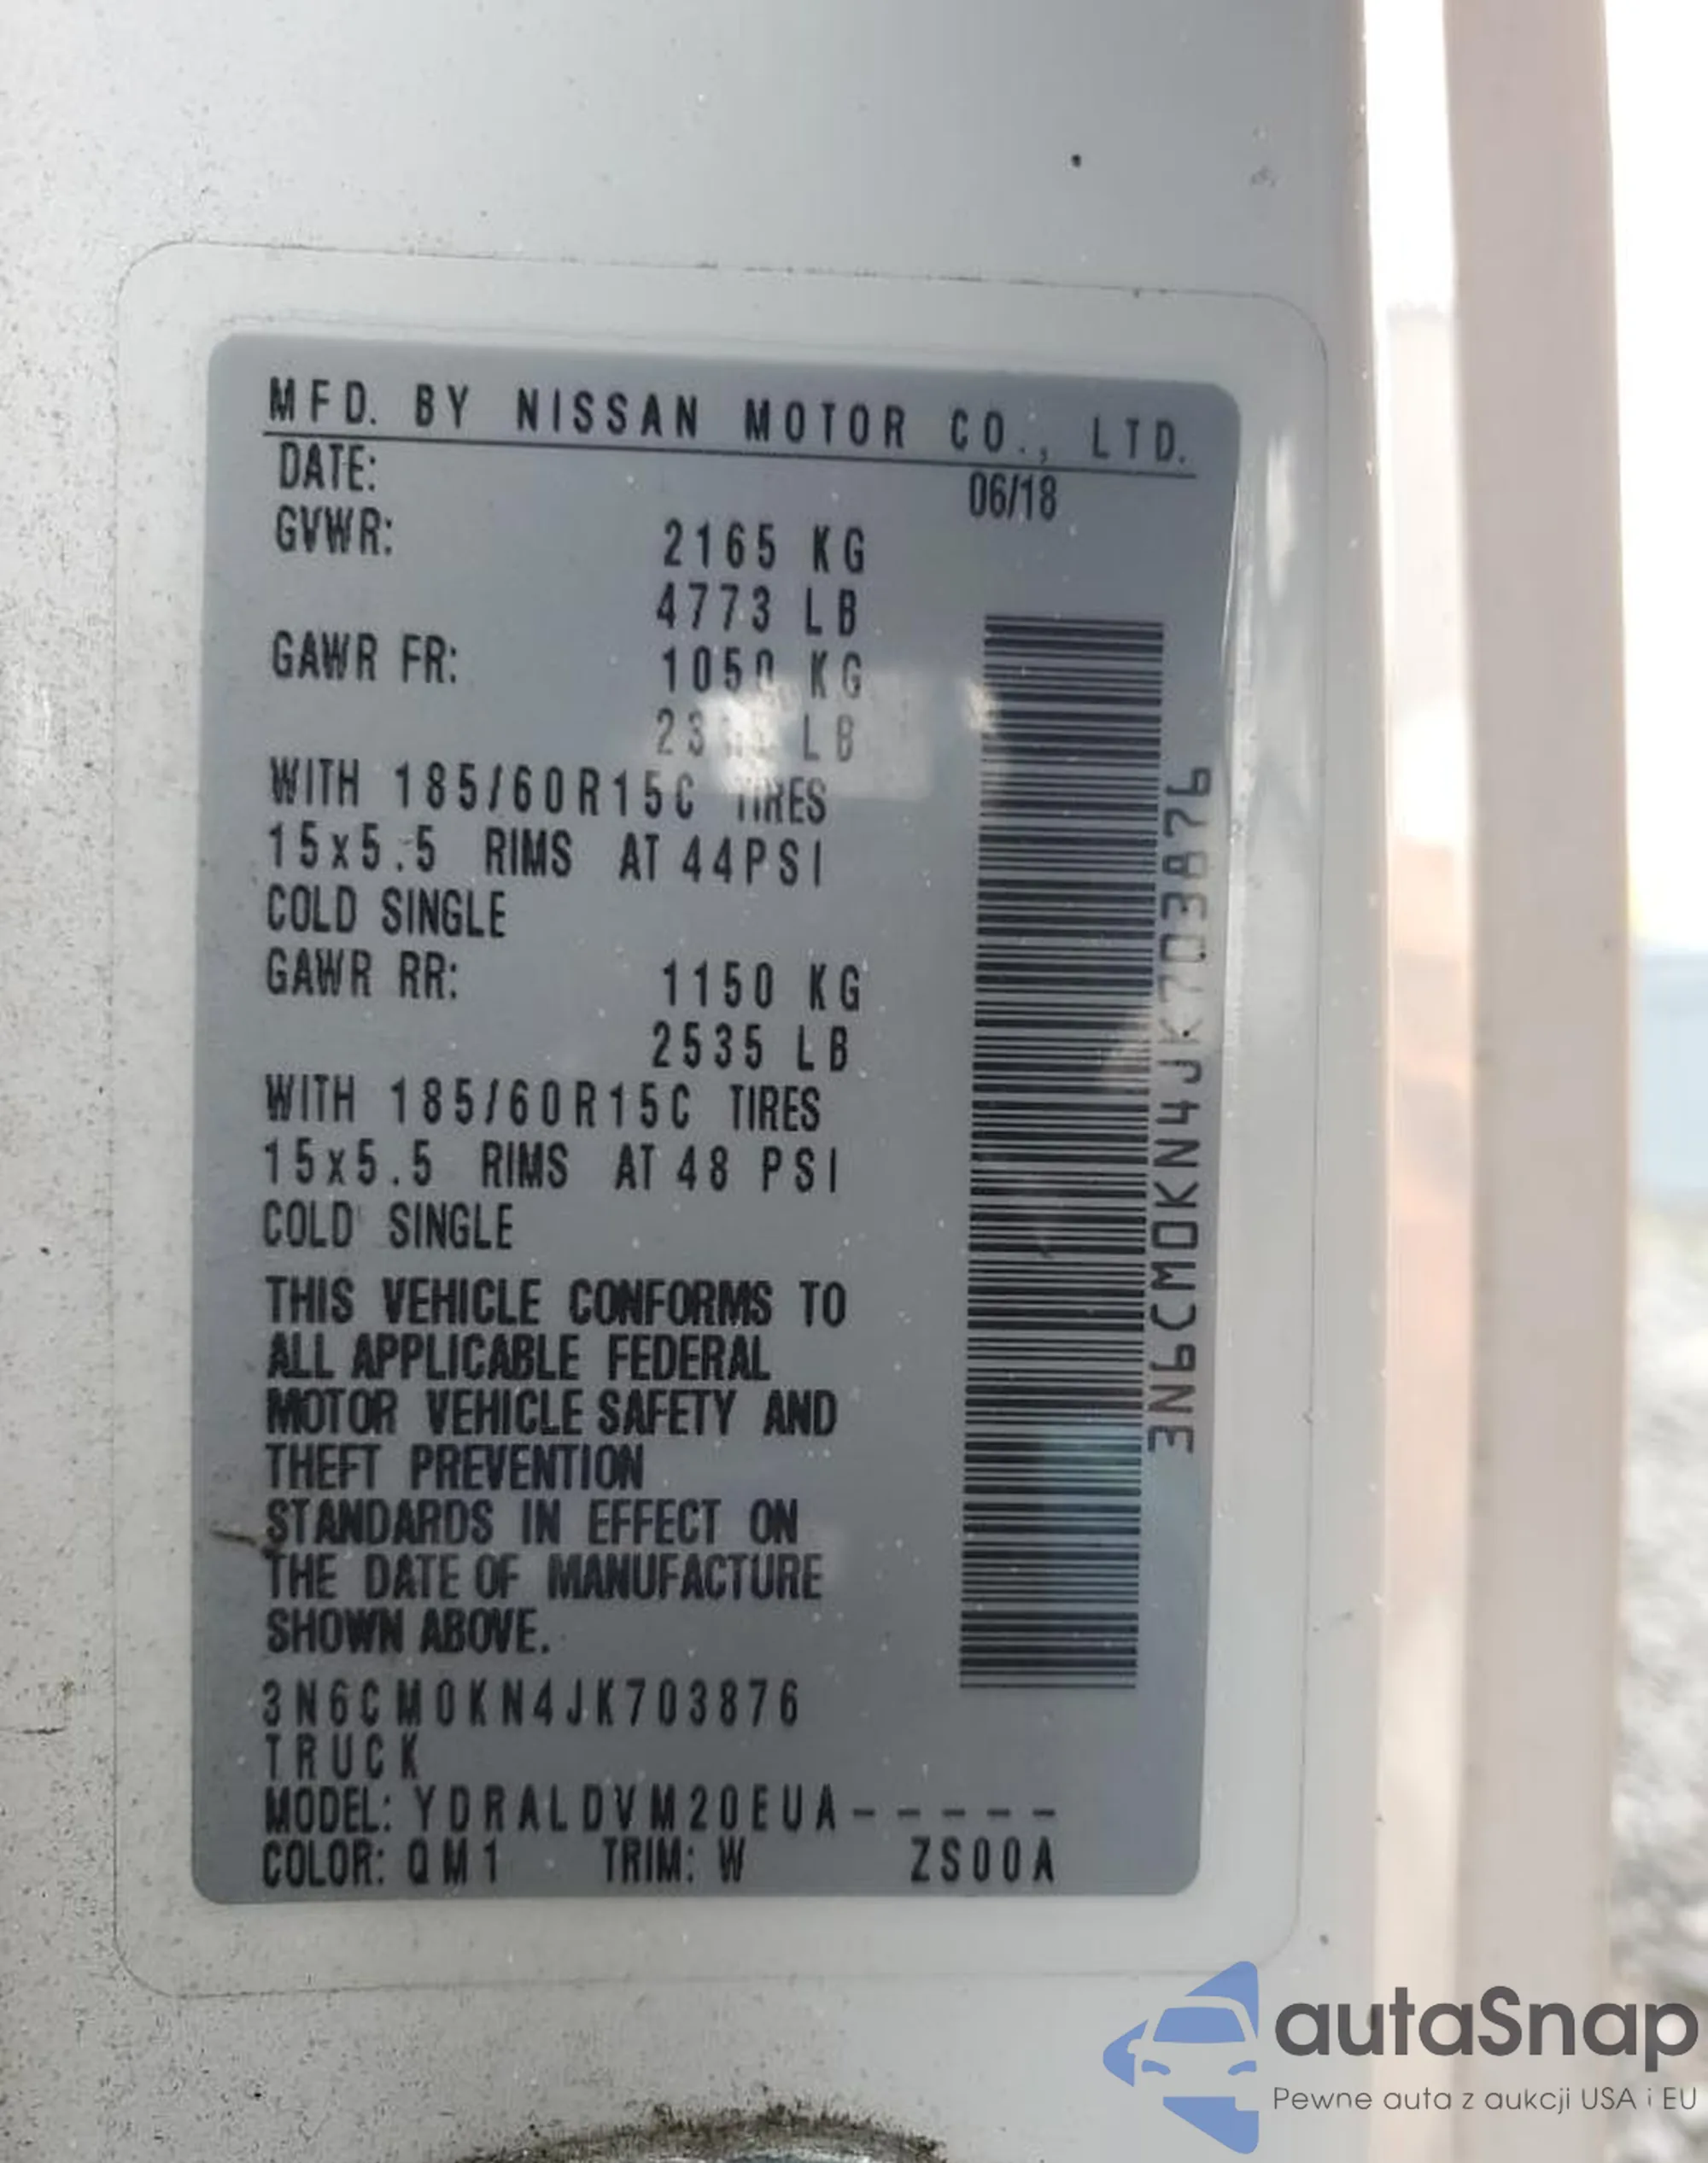 MFD. BY NISSAN MOTOR CO., LTD.
DATE: 06/18
GVWR: 2165 KG
4773 LB
GAWR FR: 1050 KG
LB
WITH 185/60R15C TIRES
15x5.5 RIMS AT 44PSI
COLD SINGLE
GAWR RR: 1150 KG
2535 LB
WITH 185/60R15C TIRES
15x5.5 RIMS AT 48 PSI
COLD SINGLE
THIS VEHICLE CONFORMS TO
ALL APPLICABLE FEDERAL
MOTOR VEHICLE SAFETY AND
THEFT PREVENTION
STANDARDS IN EFFECT ON
THE DATE OF MANUFACTURE
SHOWN ABOVE.
3N6CM0KN4JK703876
TRUCK
MODEL: YDRALDVM20EUA-----
COLOR: QM1 TRIM: W ZS00A
3N6CM0KN4JK703876
autaSnap
Pewne auta z aukcji USA i EU